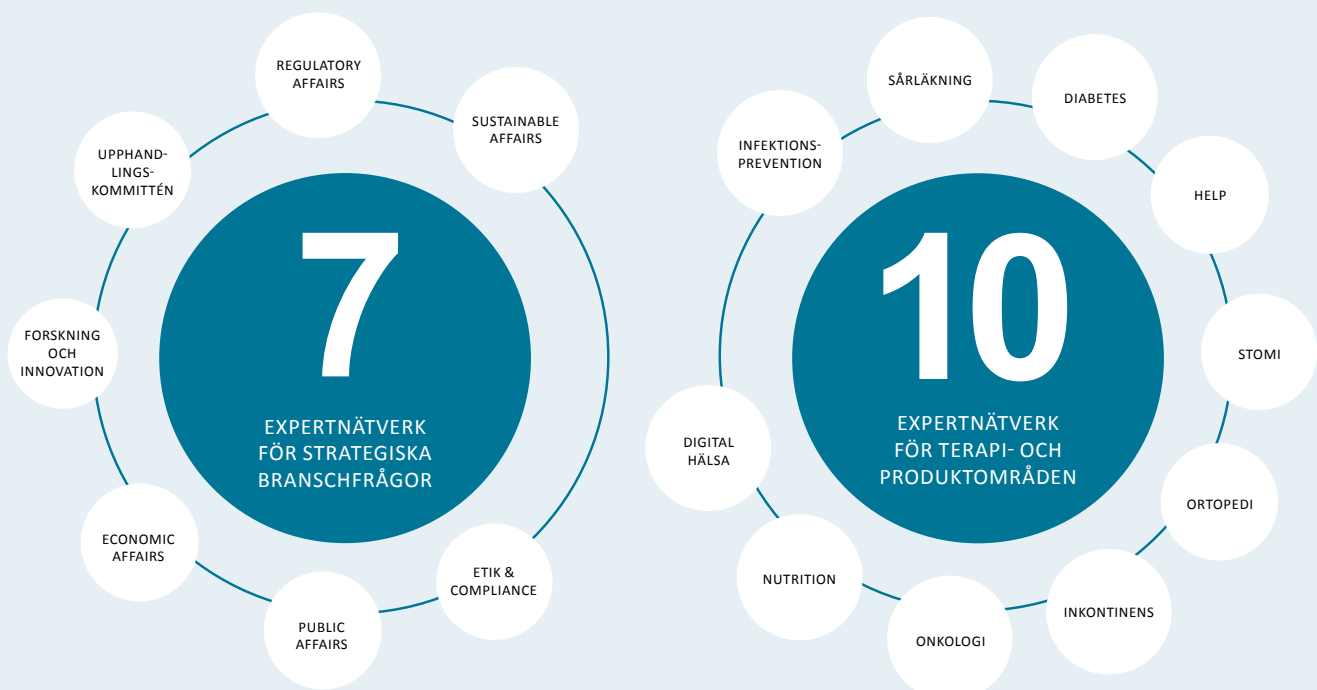 REGULATORY
AFFAIRS
SUSTAINABLE
AFFAIRS
UPPHAND-
LINGS-
KOMMITTÉN
FORSKNING
OCH
INNOVATION
ECONOMIC
AFFAIRS
PUBLIC
AFFAIRS
ETIK &
COMPLIANCE
7
EXPERTNÄTVERK
FÖR STRATEGISKA
BRANSCHFRÅGOR
SÅRLÄKNING
DIABETES
INFEKTIONS-
PREVENTION
HELP
STOMI
ORTOPEDI
INKONTINENS
ONKOLOGI
NUTRITION
DIGITAL
HÄLSA
10
EXPERTNÄTVERK
FÖR TERAPI- OCH
PRODUKTOMRÅDEN